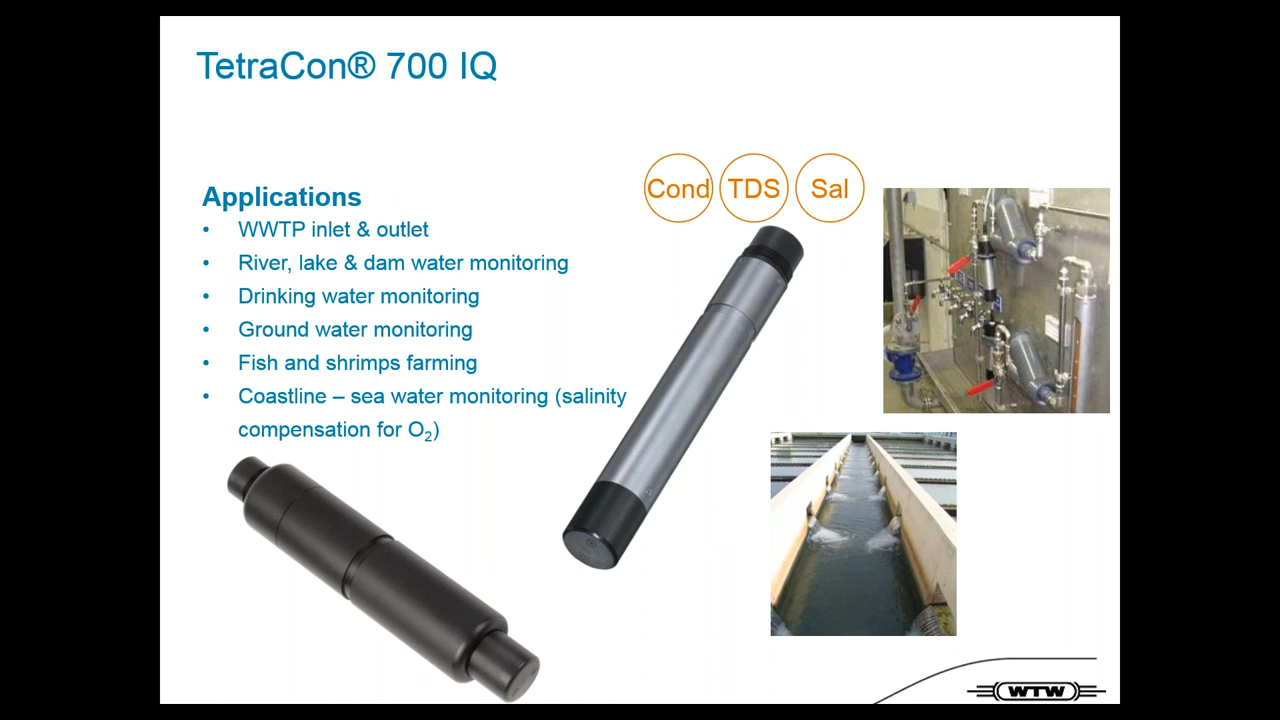 TetraCon® 700 IQ
Applications
• WWTP inlet & outlet
• River, lake & dam water monitoring
• Drinking water monitoring
• Ground water monitoring
• Fish and shrimps farming
• Coastline – sea water monitoring (salinity
compensation for O₂)
Cond TDS Sal
WTW